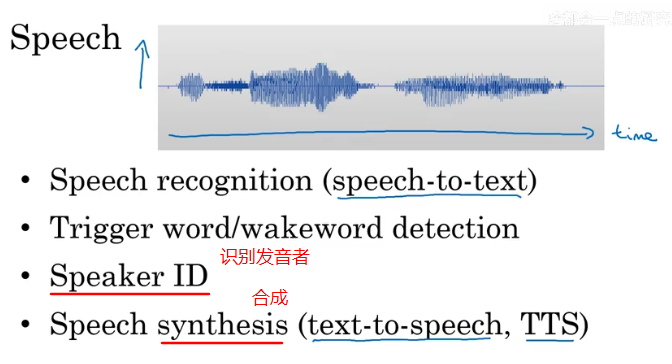 Speech
time
• Speech recognition (speech-to-text)
• Trigger word/wakeword detection
识别发音者
• Speaker ID
合成
• Speech synthesis (text-to-speech, TTS)